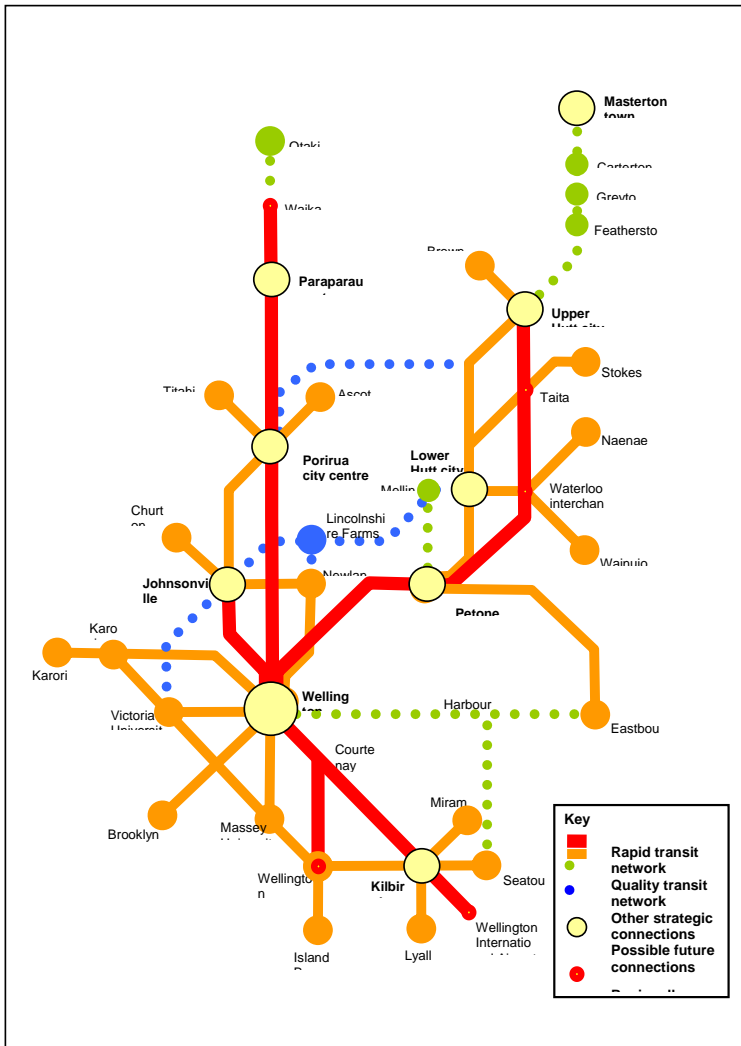 Masterton
town
Otaki
Carterton
Waika
Greyto
Feathersto
Brown
Paraparau
Upper
Hutt city
Titahi
Ascot
Stokes
Taita
Porirua
city centre
Lower
Hutt city
Naenae
Mellin
Waterloo
interchan
Churt
on
Lincolnshi
re Farms
Wainuio
Johnsonvi
lle
Newlan
Petone
Karo
Karori
Welling
ton
Harbour
Victoria
Universit
Eastbou
Courte
nay
Brooklyn
Massey
Miram
Wellingto
n
Kilbir
Seatou
Island
Lyall
Wellington
Internatio
Key
Rapid transit
network
Quality transit
network
Other strategic
connections
Possible future
connections